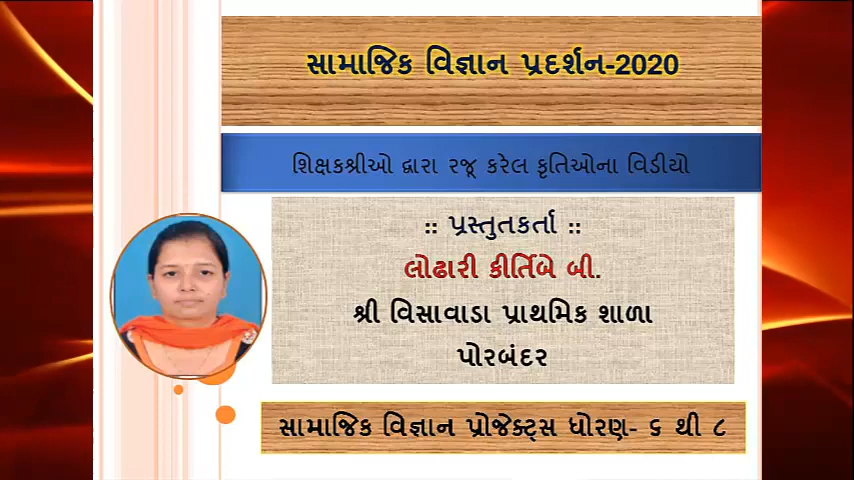 સામાજિક વિજ્ઞાન પ્રદર્શન-2020
શિક્ષકશ્રીઓ દ્વારા રજૂ કરેલ કૃતિઓના વિડીયો
:: પ્રસ્તુતકર્તા ::
લોઢારી કીર્તિબે બી.
શ્રી વિસાવાડા પ્રાથમિક શાળા
પોરબંદર
સામાજિક વિજ્ઞાન પ્રોજેક્ટ્સ ધોરણ- ૬ થી ૮